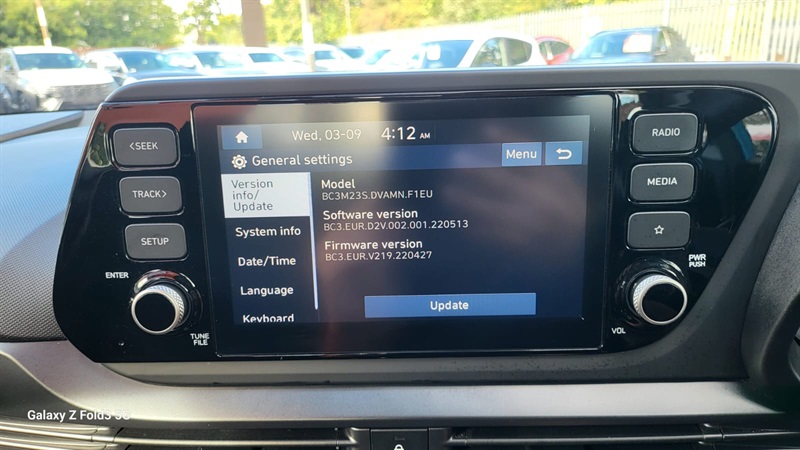 <SEEK
TRACK>
SETUP
ENTER
TUNE
FILE
Wed, 03-09 4:12 AM
General settings
Menu
Version
info/
Update
System info
Date/Time
Language
Keyboard
Model
BC3M23S.DVAMN.F1EU
Software version
BC3.EUR.D2V.002.001.220513
Firmware version
BC3.EUR.V219.220427
Update
RADIO
MEDIA
☆
PWR
PUSH
VOL
Galaxy Z Fold3 5G